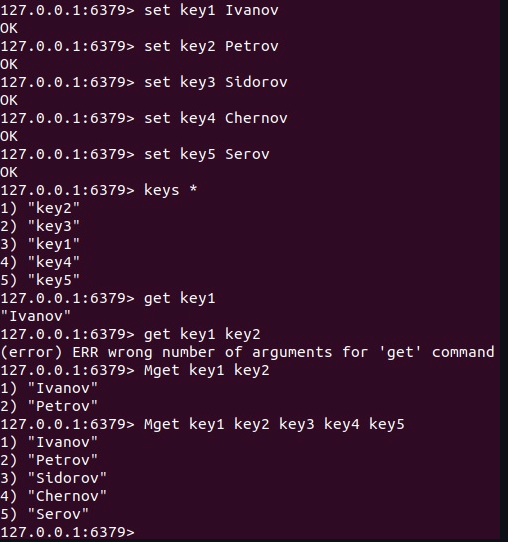 127.0.0.1:6379> set key1 Ivanov
OK
127.0.0.1:6379> set key2 Petrov
OK
127.0.0.1:6379> set key3 Sidorov
OK
127.0.0.1:6379> set key4 Chernov
OK
127.0.0.1:6379> set key5 Serov
OK
127.0.0.1:6379> keys *
1) "key2"
2) "key3"
3) "key1"
4) "key4"
5) "key5"
127.0.0.1:6379> get key1
"Ivanov"
127.0.0.1:6379> get key1 key2
(error) ERR wrong number of arguments for 'get' command
127.0.0.1:6379> Mget key1 key2
1) "Ivanov"
2) "Petrov"
127.0.0.1:6379> Mget key1 key2 key3 key4 key5
1) "Ivanov"
2) "Petrov"
3) "Sidorov"
4) "Chernov"
5) "Serov"
127.0.0.1:6379>